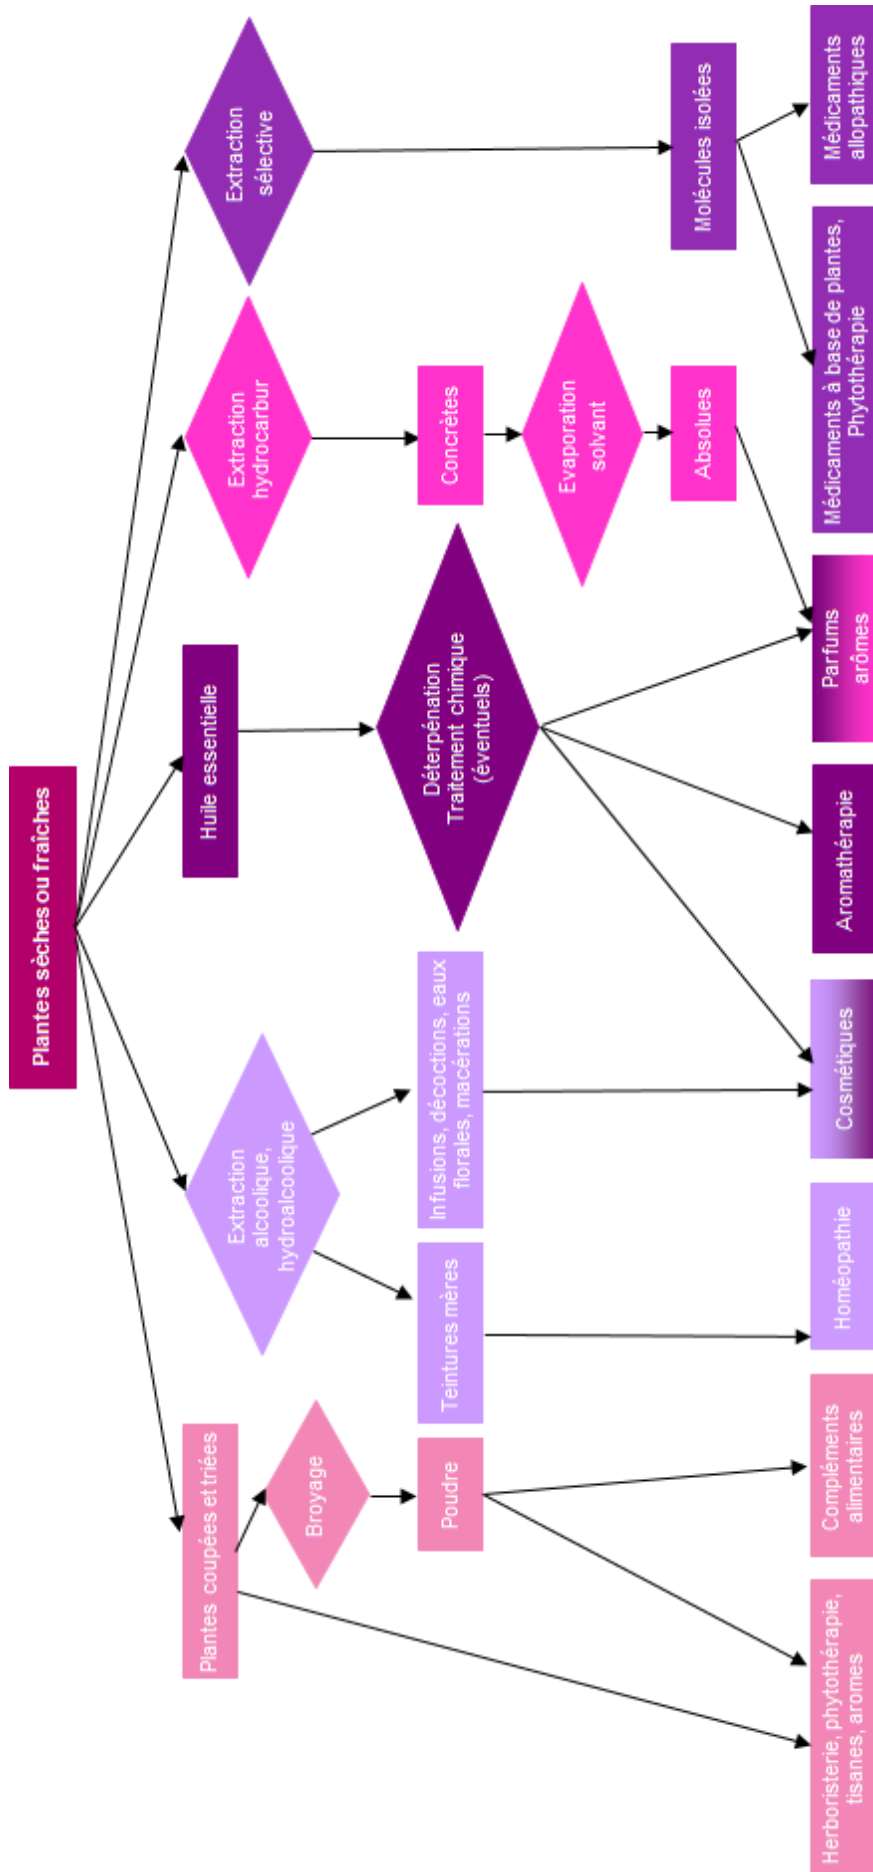 Plantes sèches ou fraîches
Plantes coupées et triées
Extraction
alcoolique,
hydroalcoolique
Huile essentielle
Extraction
hydrocarbur
Extraction
sélective
Broyage
Poudre
Teintures mères
Infusions, décoctions, eaux
florales, macérations
Déterpénation
Traitement chimique
(éventuels)
Concrètes
Evaporation
solvant
Absolues
Molécules isolées
Herboristerie, phytothérapie,
tisanes, aromes
Compléments
alimentaires
Homéopathie
Cosmétiques
Aromathérapie
Parfums
arômes
Médicaments à base de plantes,
Phytothérapie
Médicaments
allopathiques